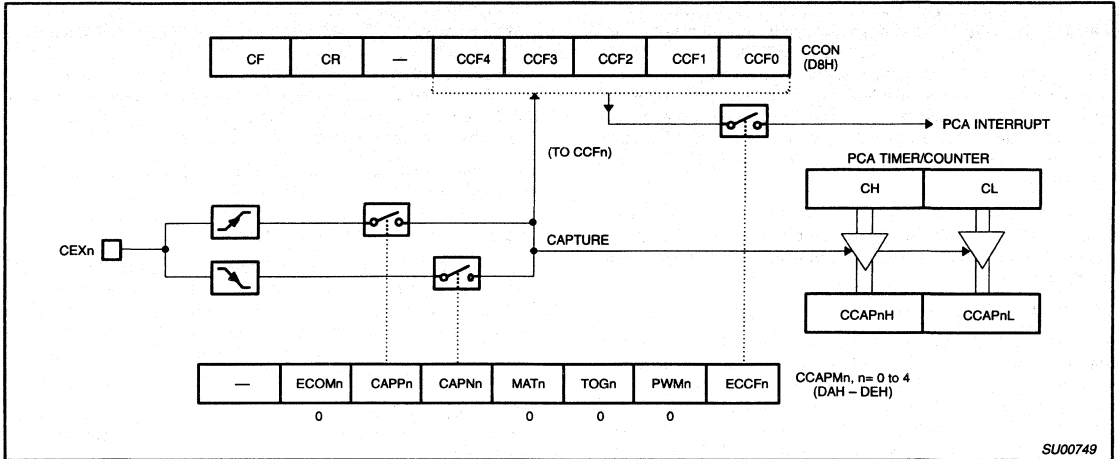 CF CR — CCF4 CCF3 CCF2 CCF1 CCF0
CCON
(D8H)
PCA INTERRUPT
(TO CCFn)
PCA TIMER/COUNTER
CH CL
CEXn
CAPTURE
CCAPnH CCAPnL
— ECOMn CAPPn CAPNn MATn TOGn PWMn ECCFn
CCAPMn, n= 0 to 4
(DAH – DEH)
0 0 0 0
SU00749